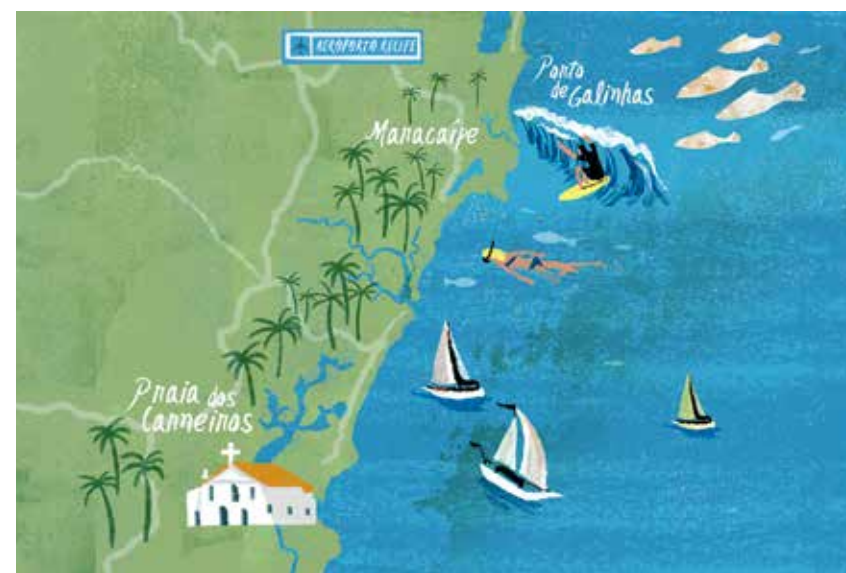 AEROPORTO RECIFE
Porto
de Galinhas
Maracaípe
Praia dos
Carneiros